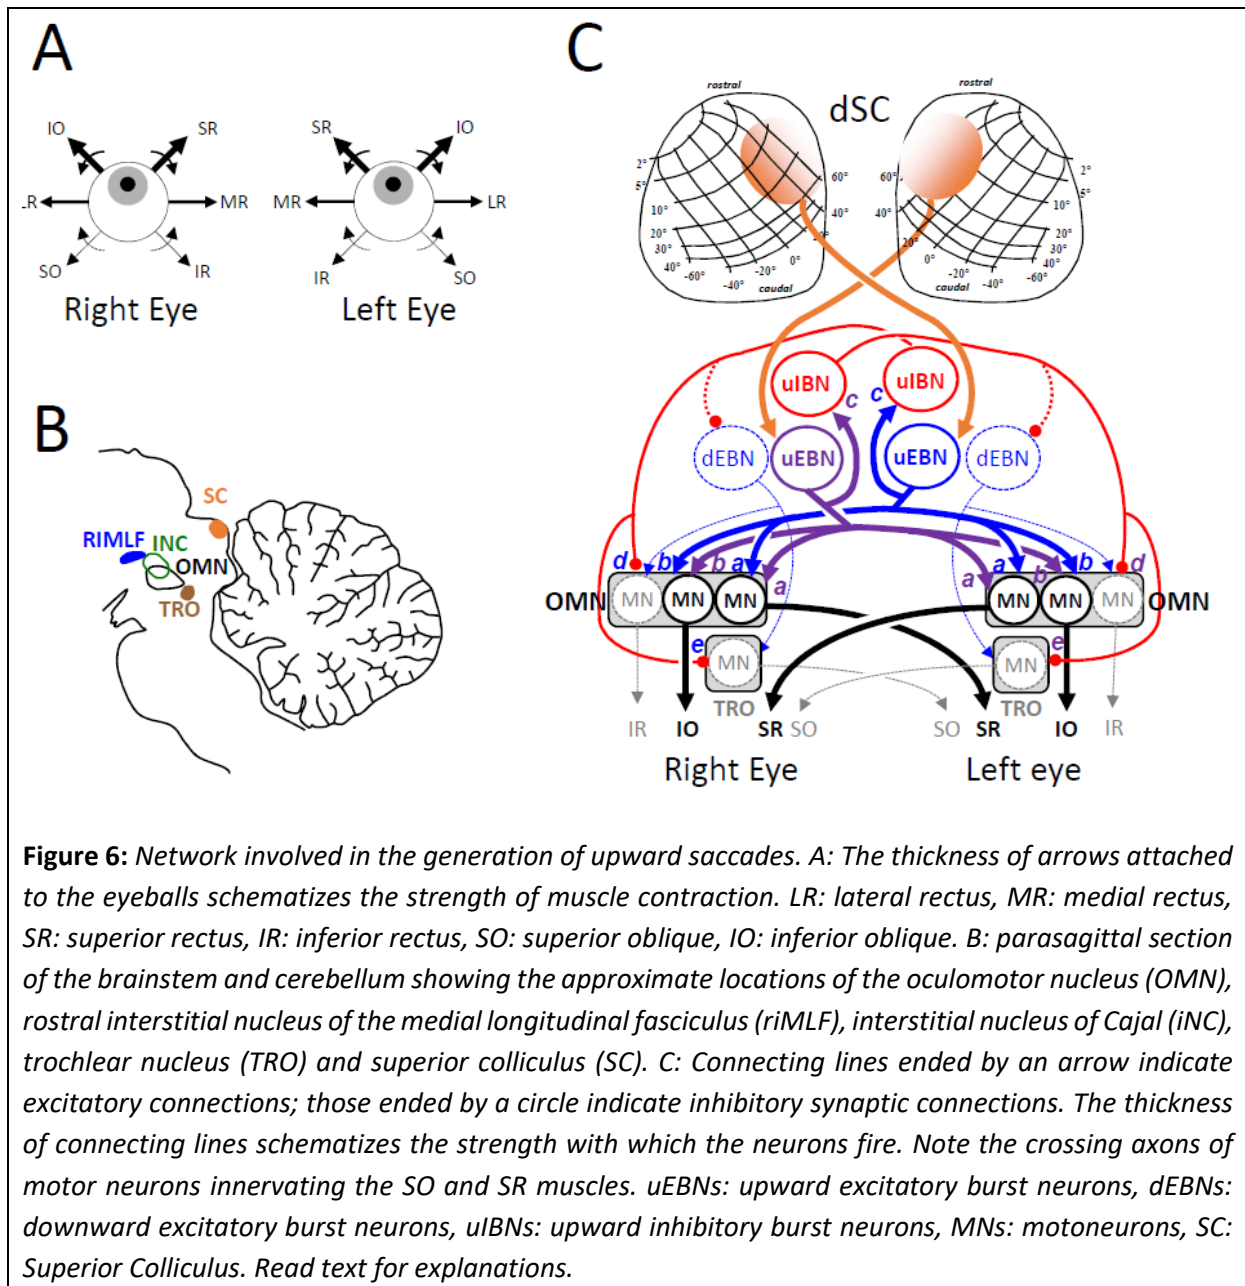 A
IO
SR
SR
IO
LR
MR
MR
LR
SO
IR
IR
SO
Right Eye
Left Eye
B
SC
RIMLF
INC
OMN
TRO
C
rostral
rostral
dSC
2°
5°
10°
20°
30°
40°
-60°
-40°
-20°
0°
20°
40°
60°
caudal
2°
5°
10°
20°
30°
40°
-60°
-40°
-20°
0°
20°
40°
60°
caudal
uIBN
uIBN
c
c
dEBN
uEBN
uEBN
dEBN
d
b
b
a
a
a
a
b
b
d
OMN
MN
MN
MN
MN
MN
MN
OMN
e
MN
MN
e
TRO
TRO
IR
IO
SR
SO
SO
SR
IO
IR
Right Eye
Left eye
Figure 6: Network involved in the generation of upward saccades. A: The thickness of arrows attached
to the eyeballs schematizes the strength of muscle contraction. LR: lateral rectus, MR: medial rectus,
SR: superior rectus, IR: inferior rectus, SO: superior oblique, IO: inferior oblique. B: parasagittal section
of the brainstem and cerebellum showing the approximate locations of the oculomotor nucleus (OMN),
rostral interstitial nucleus of the medial longitudinal fasciculus (riMLF), interstitial nucleus of Cajal (iNC),
trochlear nucleus (TRO) and superior colliculus (SC). C: Connecting lines ended by an arrow indicate
excitatory connections; those ended by a circle indicate inhibitory synaptic connections. The thickness
of connecting lines schematizes the strength with which the neurons fire. Note the crossing axons of
motor neurons innervating the SO and SR muscles. uEBNs: upward excitatory burst neurons, dEBNs:
downward excitatory burst neurons, uIBNs: upward inhibitory burst neurons, MNs: motoneurons, SC:
Superior Colliculus. Read text for explanations.